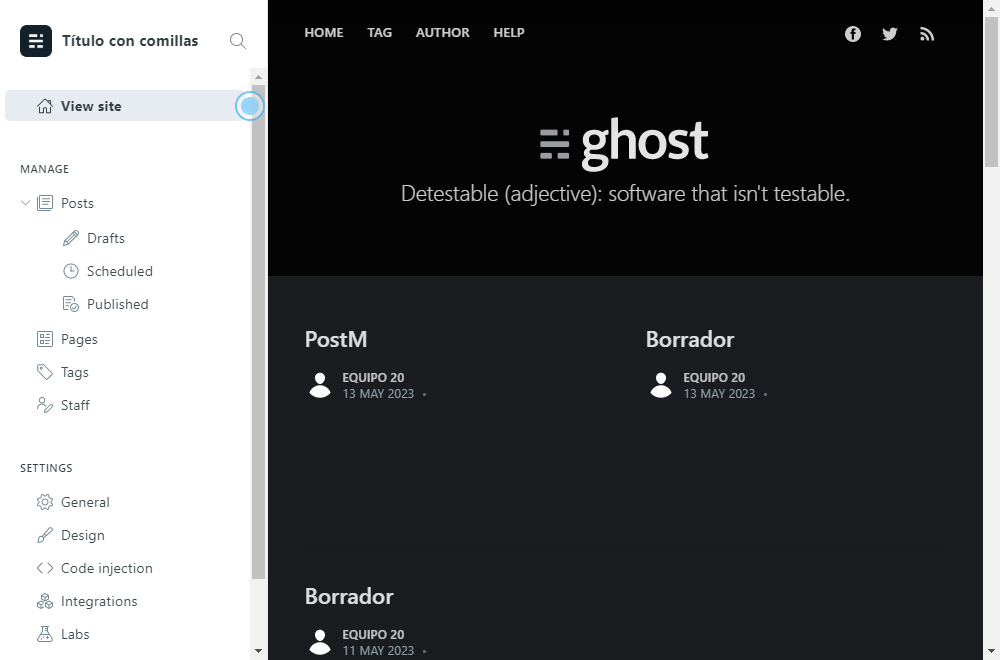 Título con comillas
View site
MANAGE
Posts
Drafts
Scheduled
Published
Pages
Tags
Staff
SETTINGS
General
Design
Code injection
Integrations
Labs
HOME TAG AUTHOR HELP
ghost
Detestable (adjective): software that isn't testable.
PostM
EQUIPO 20
13 MAY 2023 •
Borrador
EQUIPO 20
13 MAY 2023 •
Borrador
EQUIPO 20
11 MAY 2023 •